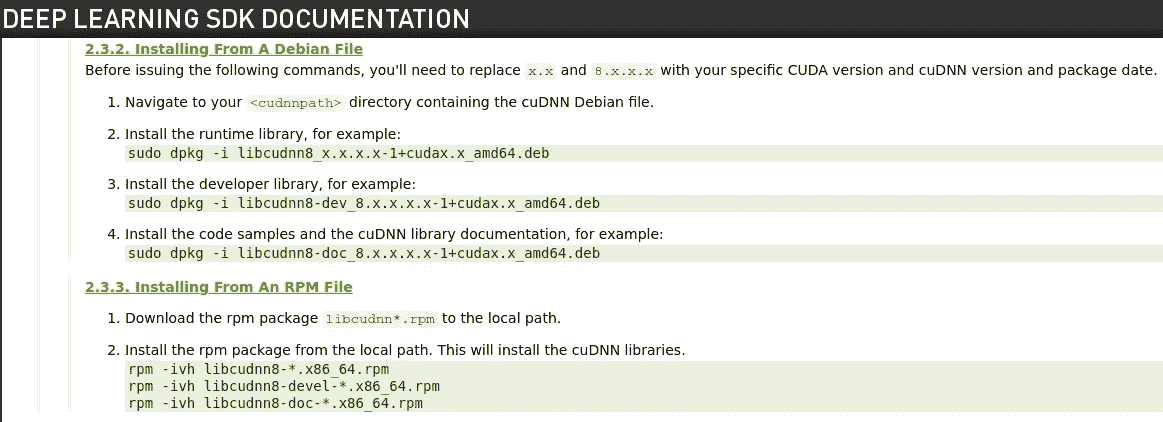 DEEP LEARNING SDK DOCUMENTATION
2.3.2. Installing From A Debian File
Before issuing the following commands, you'll need to replace x.x and 8.x.x.x with your specific CUDA version and cuDNN version and package date.
1. Navigate to your <cudnnpath> directory containing the cuDNN Debian file.
2. Install the runtime library, for example:
sudo dpkg -i libcudnn8_x.x.x.x-1+cudax.x_amd64.deb
3. Install the developer library, for example:
sudo dpkg -i libcudnn8-dev_8.x.x.x.x-1+cudax.x_amd64.deb
4. Install the code samples and the cuDNN library documentation, for example:
sudo dpkg -i libcudnn8-doc_8.x.x.x.x-1+cudax.x_amd64.deb
2.3.3. Installing From An RPM File
1. Download the rpm package libcudnn*.rpm to the local path.
2. Install the rpm package from the local path. This will install the cuDNN libraries.
rpm -ivh libcudnn8-*.x86_64.rpm
rpm -ivh libcudnn8-devel-*.x86_64.rpm
rpm -ivh libcudnn8-doc-*.x86_64.rpm